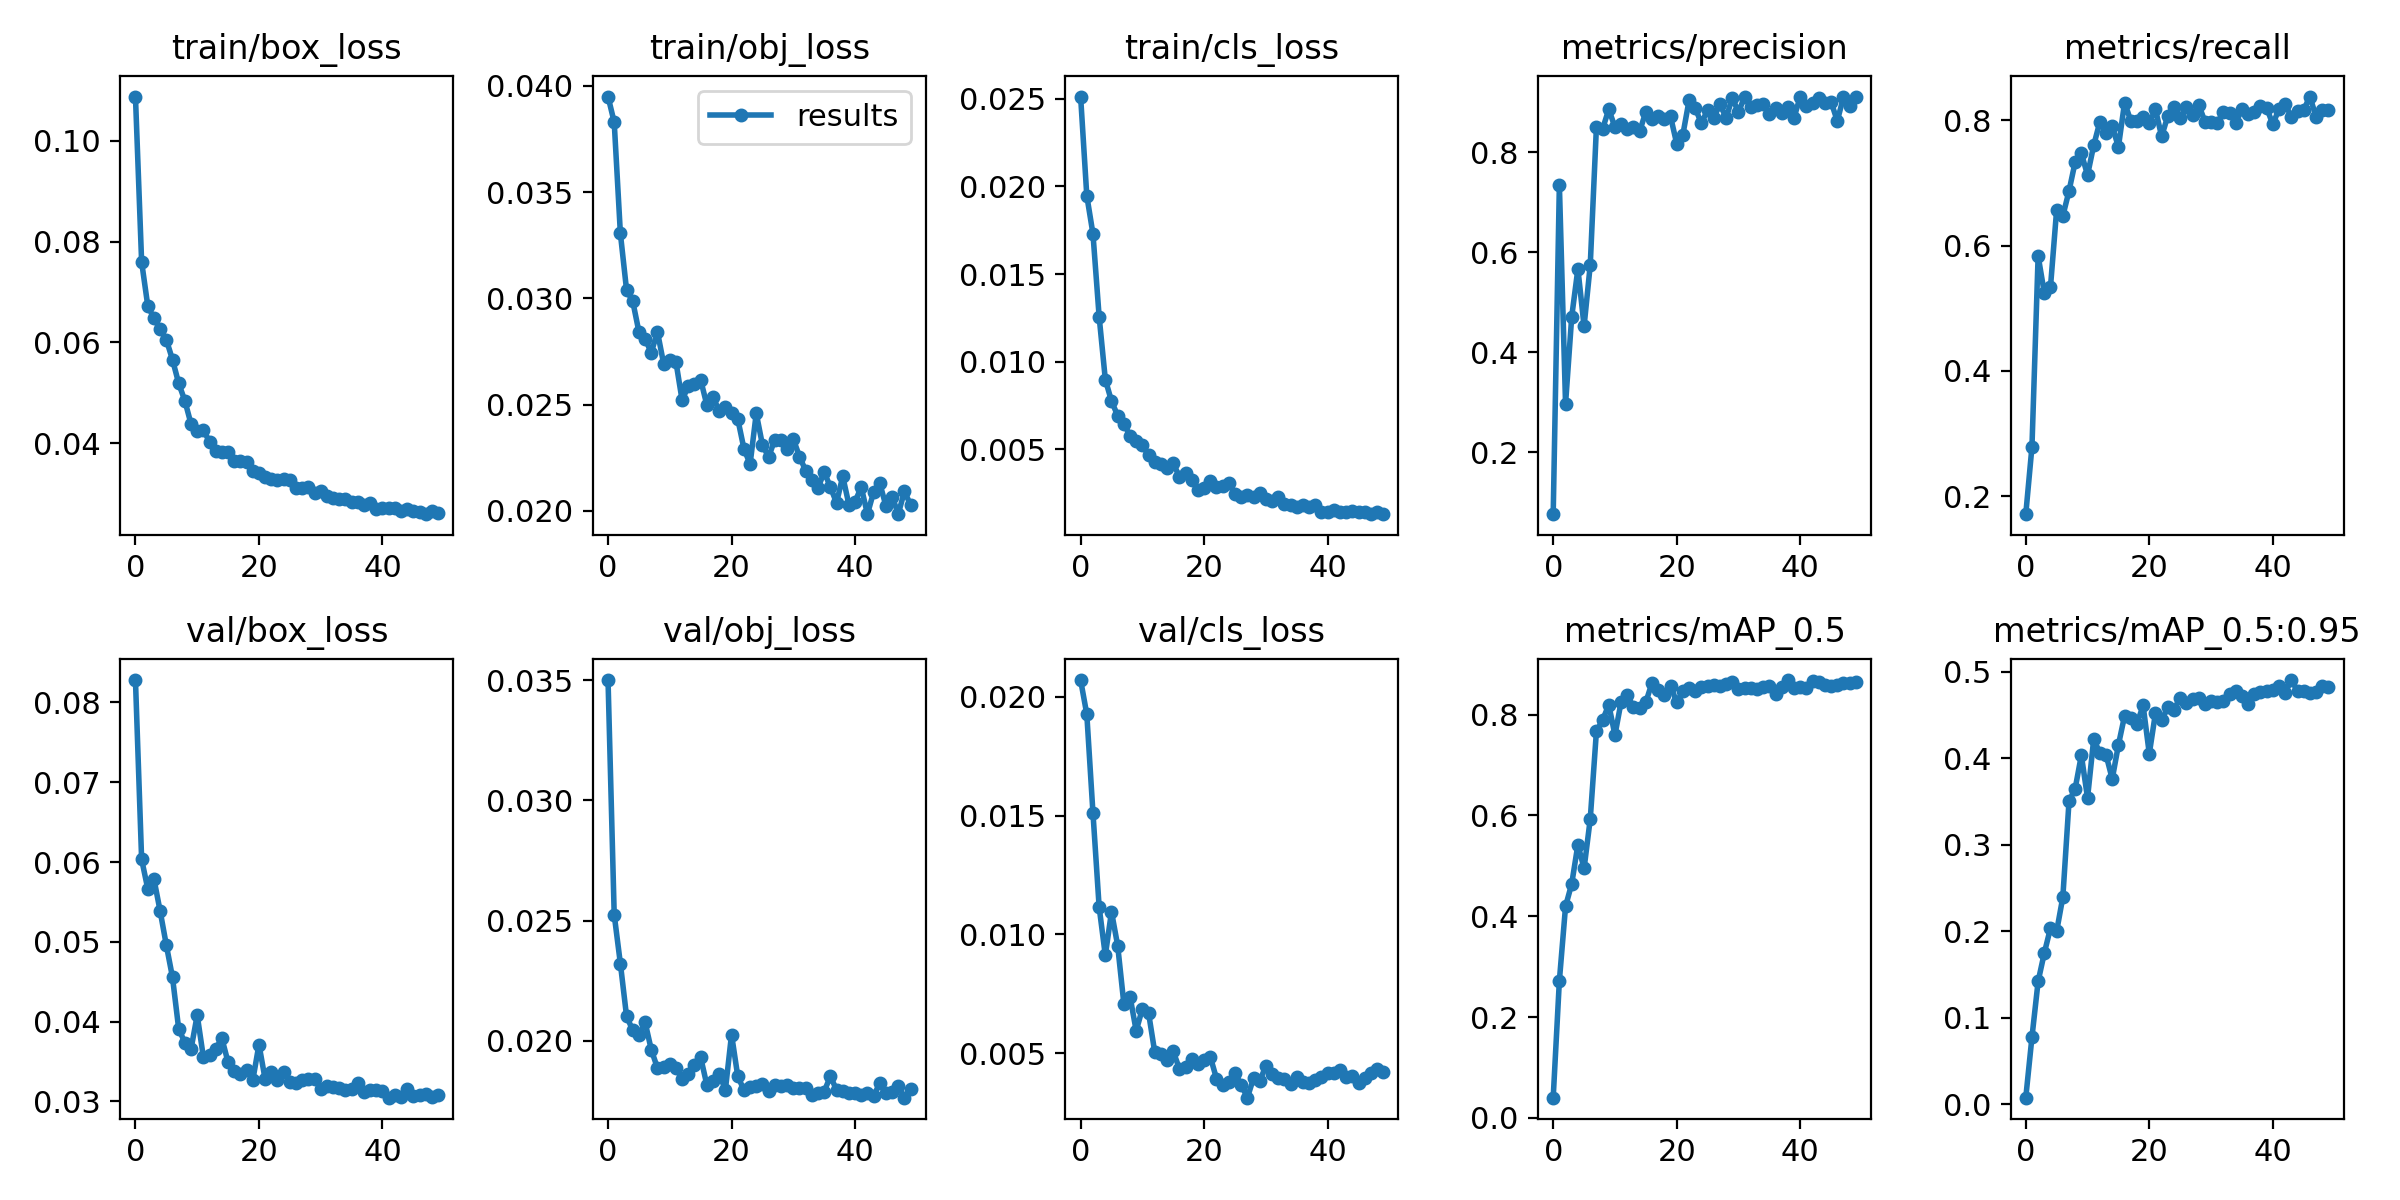 train/box_loss
train/obj_loss
train/cls_loss
metrics/precision
metrics/recall
0.10
0.08
0.06
0.04
0 20 40
0.040
0.035
0.030
0.025
0.020
results
0 20 40
0.025
0.020
0.015
0.010
0.005
0 20 40
0.8
0.6
0.4
0.2
0 20 40
0.8
0.6
0.4
0.2
0 20 40
val/box_loss
val/obj_loss
val/cls_loss
metrics/mAP_0.5
metrics/mAP_0.5:0.95
0.08
0.07
0.06
0.05
0.04
0.03
0 20 40
0.035
0.030
0.025
0.020
0 20 40
0.020
0.015
0.010
0.005
0 20 40
0.8
0.6
0.4
0.2
0.0
0 20 40
0.5
0.4
0.3
0.2
0.1
0.0
0 20 40